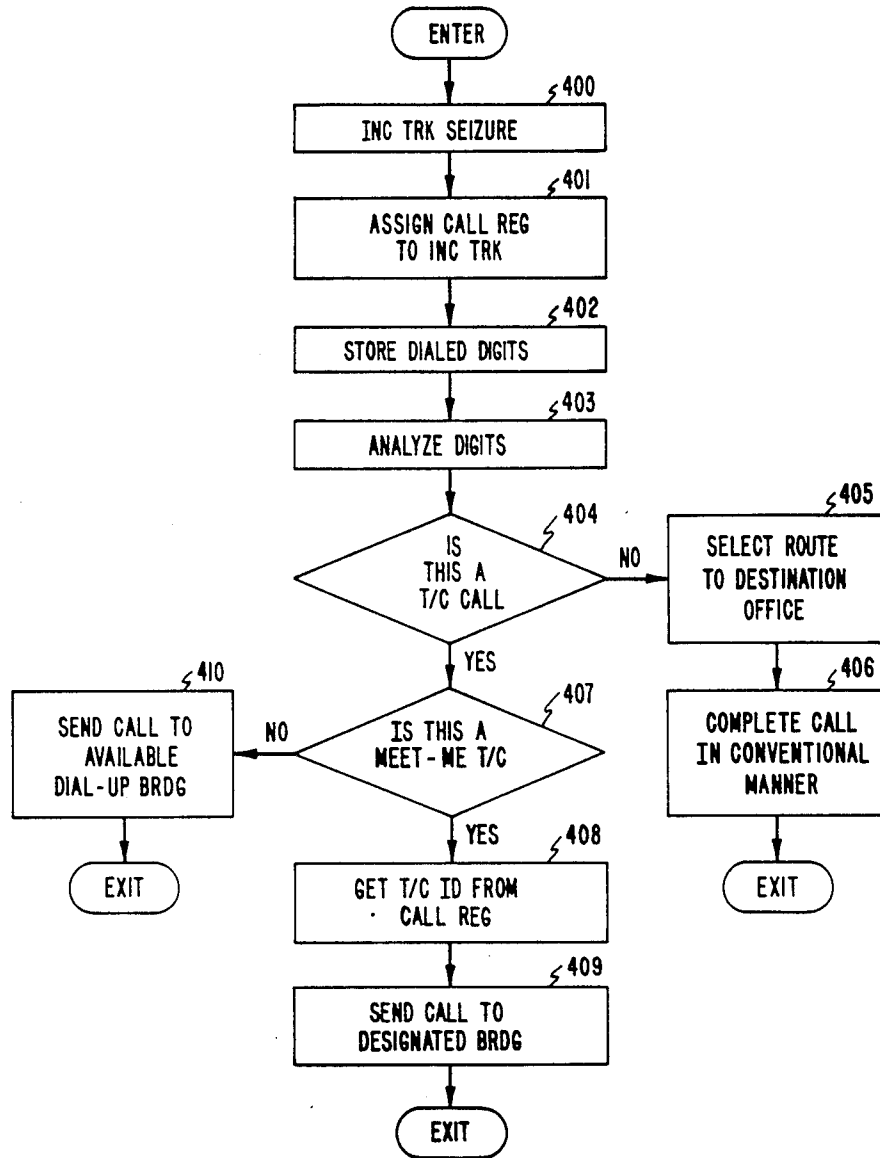 ENTER
400
INC TRK SEIZURE
401
ASSIGN CALL REG
TO INC TRK
402
STORE DIALED DIGITS
403
ANALYZE DIGITS
404
IS
THIS A
T/C CALL
NO
405
SELECT ROUTE
TO DESTINATION
OFFICE
YES
406
COMPLETE CALL
IN CONVENTIONAL
MANNER
EXIT
407
IS THIS A
MEET-ME T/C
NO
410
SEND CALL TO
AVAILABLE
DIAL-UP BRDG
EXIT
YES
408
GET T/C ID FROM
CALL REG
409
SEND CALL TO
DESIGNATED BRDG
EXIT